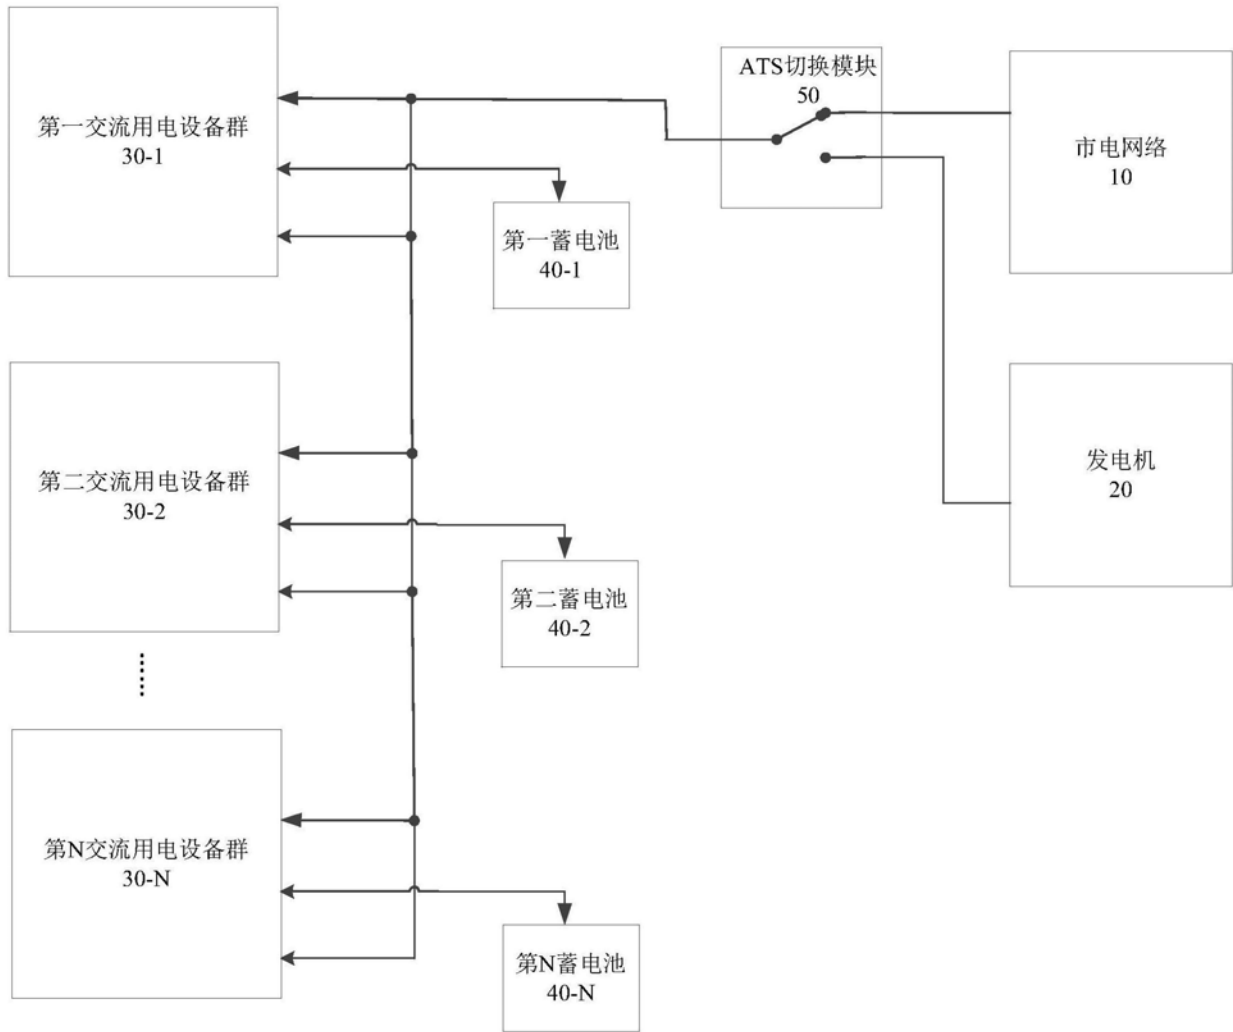 第一交流用电设备群
30-1
ATS切换模块
50
市电网络
10
第一蓄电池
40-1
第二交流用电设备群
30-2
发电机
20
第二蓄电池
40-2
第N交流用电设备群
30-N
第N蓄电池
40-N